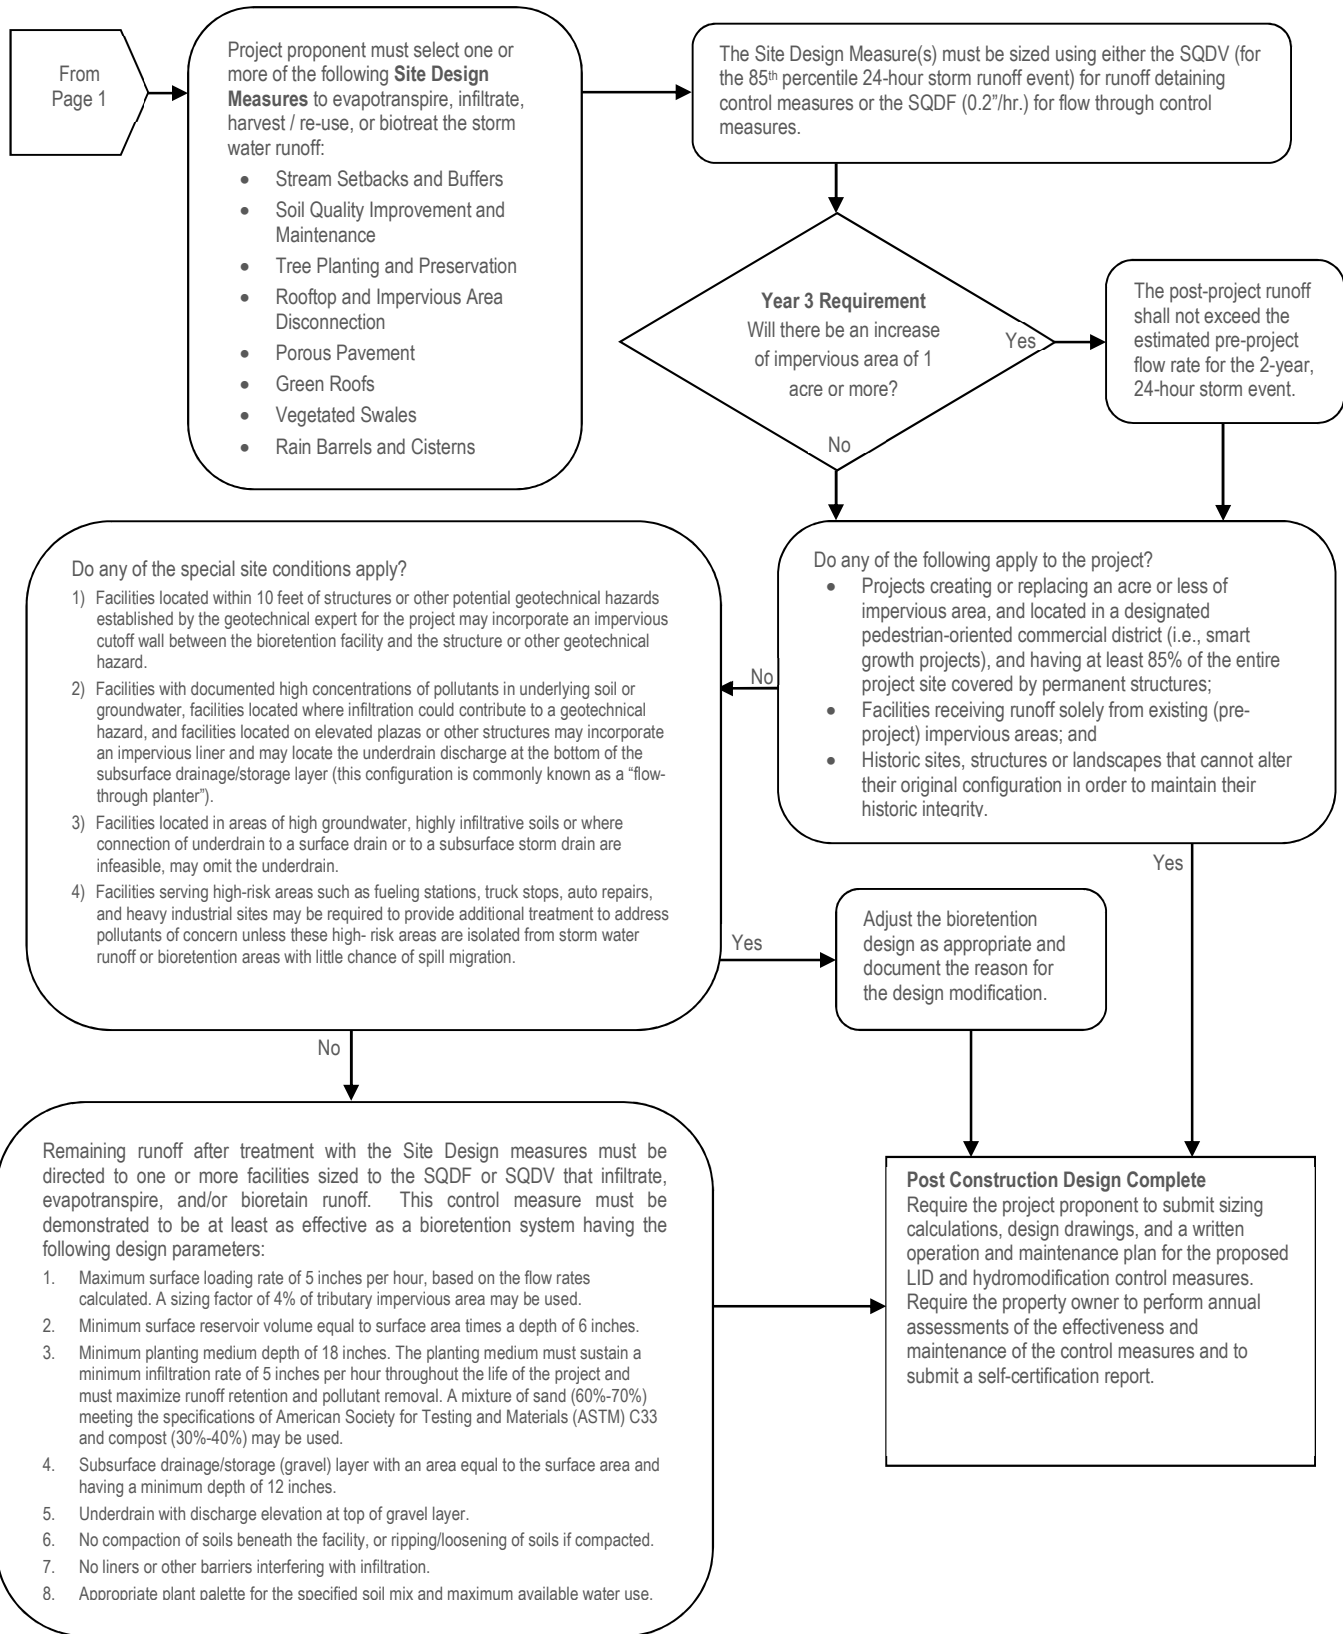 From
Page 1
Project proponent must select one or
more of the following Site Design
Measures to evapotranspire, infiltrate,
harvest / re-use, or biotreat the storm
water runoff:
• Stream Setbacks and Buffers
• Soil Quality Improvement and
Maintenance
• Tree Planting and Preservation
• Rooftop and Impervious Area
Disconnection
• Porous Pavement
• Green Roofs
• Vegetated Swales
• Rain Barrels and Cisterns
The Site Design Measure(s) must be sized using either the SQDV (for
the 85th percentile 24-hour storm runoff event) for runoff detaining
control measures or the SQDF (0.2”/hr.) for flow through control
measures.
Year 3 Requirement
Will there be an increase
of impervious area of 1
acre or more?
Yes
No
The post-project runoff
shall not exceed the
estimated pre-project
flow rate for the 2-year,
24-hour storm event.
Do any of the following apply to the project?
• Projects creating or replacing an acre or less of
impervious area, and located in a designated
pedestrian-oriented commercial district (i.e., smart
growth projects), and having at least 85% of the entire
project site covered by permanent structures;
• Facilities receiving runoff solely from existing (pre-
project) impervious areas; and
• Historic sites, structures or landscapes that cannot alter
their original configuration in order to maintain their
historic integrity.
No
Yes
Do any of the special site conditions apply?
1) Facilities located within 10 feet of structures or other potential geotechnical hazards
established by the geotechnical expert for the project may incorporate an impervious
cutoff wall between the bioretention facility and the structure or other geotechnical
hazard.
2) Facilities with documented high concentrations of pollutants in underlying soil or
groundwater, facilities located where infiltration could contribute to a geotechnical
hazard, and facilities located on elevated plazas or other structures may incorporate
an impervious liner and may locate the underdrain discharge at the bottom of the
subsurface drainage/storage layer (this configuration is commonly known as a “flow-
through planter”).
3) Facilities located in areas of high groundwater, highly infiltrative soils or where
connection of underdrain to a surface drain or to a subsurface storm drain are
infeasible, may omit the underdrain.
4) Facilities serving high-risk areas such as fueling stations, truck stops, auto repairs,
and heavy industrial sites may be required to provide additional treatment to address
pollutants of concern unless these high- risk areas are isolated from storm water
runoff or bioretention areas with little chance of spill migration.
Yes
No
Adjust the bioretention
design as appropriate and
document the reason for
the design modification.
Remaining runoff after treatment with the Site Design measures must be
directed to one or more facilities sized to the SQDF or SQDV that infiltrate,
evapotranspire, and/or bioretain runoff. This control measure must be
demonstrated to be at least as effective as a bioretention system having the
following design parameters:
1. Maximum surface loading rate of 5 inches per hour, based on the flow rates
calculated. A sizing factor of 4% of tributary impervious area may be used.
2. Minimum surface reservoir volume equal to surface area times a depth of 6 inches.
3. Minimum planting medium depth of 18 inches. The planting medium must sustain a
minimum infiltration rate of 5 inches per hour throughout the life of the project and
must maximize runoff retention and pollutant removal. A mixture of sand (60%-70%)
meeting the specifications of American Society for Testing and Materials (ASTM) C33
and compost (30%-40%) may be used.
4. Subsurface drainage/storage (gravel) layer with an area equal to the surface area and
having a minimum depth of 12 inches.
5. Underdrain with discharge elevation at top of gravel layer.
6. No compaction of soils beneath the facility, or ripping/loosening of soils if compacted.
7. No liners or other barriers interfering with infiltration.
8. Appropriate plant palette for the specified soil mix and maximum available water use.
Post Construction Design Complete
Require the project proponent to submit sizing
calculations, design drawings, and a written
operation and maintenance plan for the proposed
LID and hydromodification control measures.
Require the property owner to perform annual
assessments of the effectiveness and
maintenance of the control measures and to
submit a self-certification report.